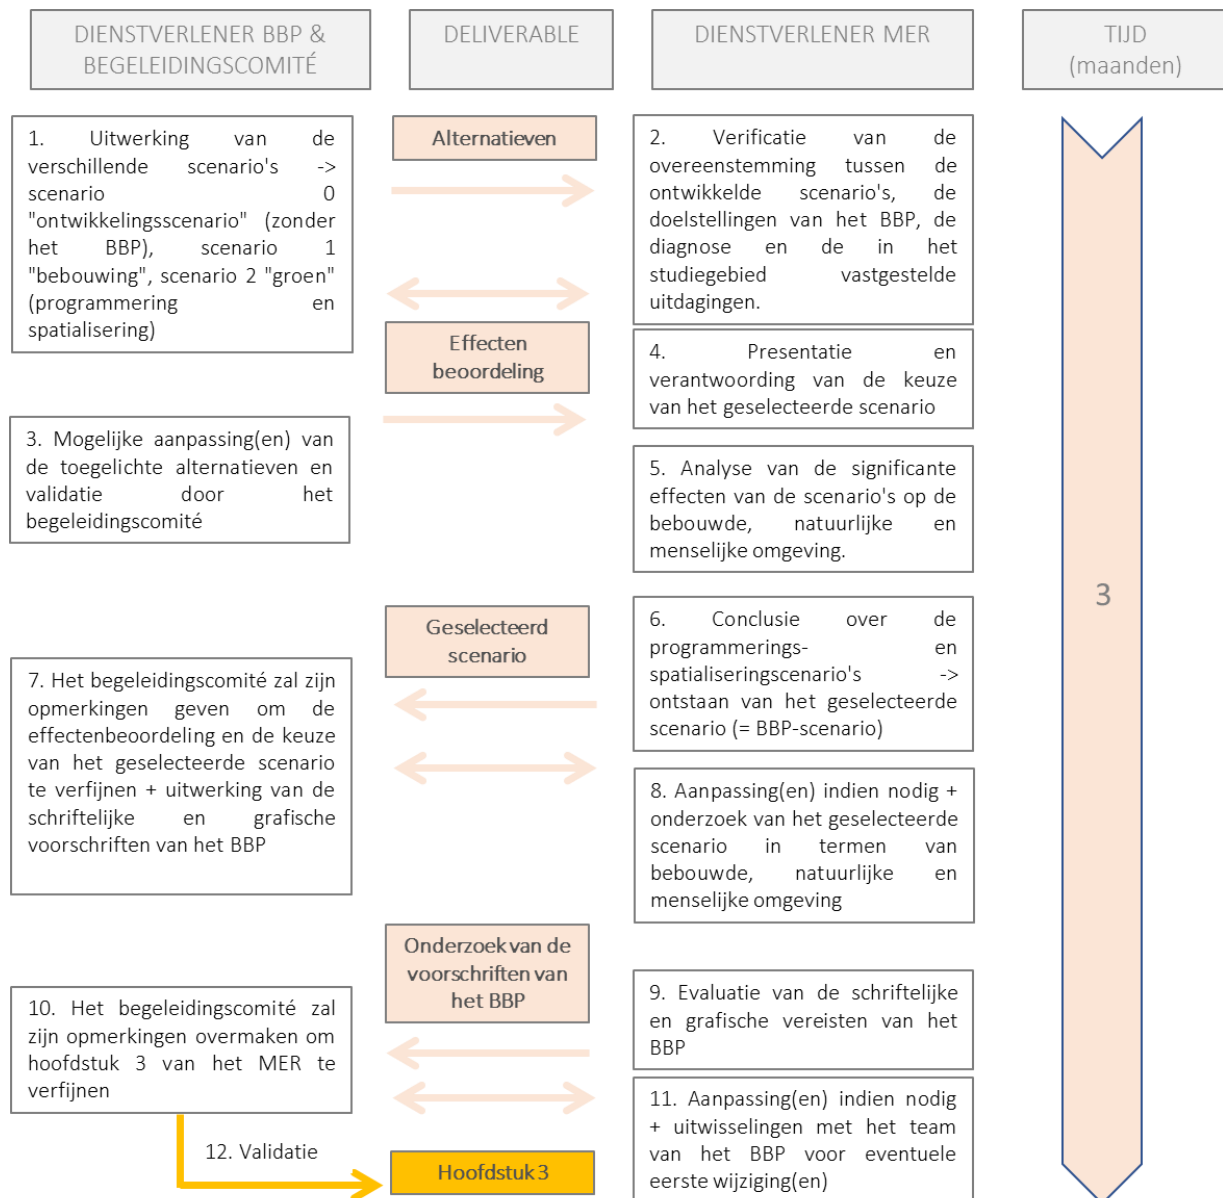 DIENSTVERLENER BBP &
BEGELEIDINGSCOMITÉ
DELIVERABLE
DIENSTVERLENER MER
TIJD
(maanden)
1. Uitwerking van de
verschillende scenario's ->
scenario 0
"ontwikkelingsscenario" (zonder
het BBP), scenario 1
"bebouwing", scenario 2 "groen"
(programmering en
spatialisering)
Alternatieven
2. Verificatie van de
overeenstemming tussen de
ontwikkelde scenario's, de
doelstellingen van het BBP, de
diagnose en de in het
studiegebied vastgestelde
uitdagingen.
Effecten
beoordeling
3. Mogelijke aanpassing(en) van
de toegelichte alternatieven en
validatie door het
begeleidingscomité
4. Presentatie en
verantwoording van de keuze
van het geselecteerde scenario
5. Analyse van de significante
effecten van de scenario's op de
bebouwde, natuurlijke en
menselijke omgeving.
3
Geselecteerd
scenario
6. Conclusie over de
programmerings- en
spatialiseringscenario's ->
ontstaan van het geselecteerde
scenario (= BBP-scenario)
7. Het begeleidingscomité zal zijn
opmerkingen geven om de
effectenbeoordeling en de keuze
van het geselecteerde scenario
te verfijnen + uitwerking van de
schriftelijke en grafische
voorschriften van het BBP
8. Aanpassing(en) indien nodig +
onderzoek van het geselecteerde
scenario in termen van
bebouwde, natuurlijke en
menselijke omgeving
Onderzoek van de
voorschriften van
het BBP
9. Evaluatie van de schriftelijke
en grafische vereisten van het
BBP
10. Het begeleidingscomité zal
zijn opmerkingen overmaken om
hoofdstuk 3 van het MER te
verfijnen
11. Aanpassing(en) indien nodig
+ uitwisselingen met het team
van het BBP voor eventuele
eerste wijziging(en)
12. Validatie
Hoofdstuk 3